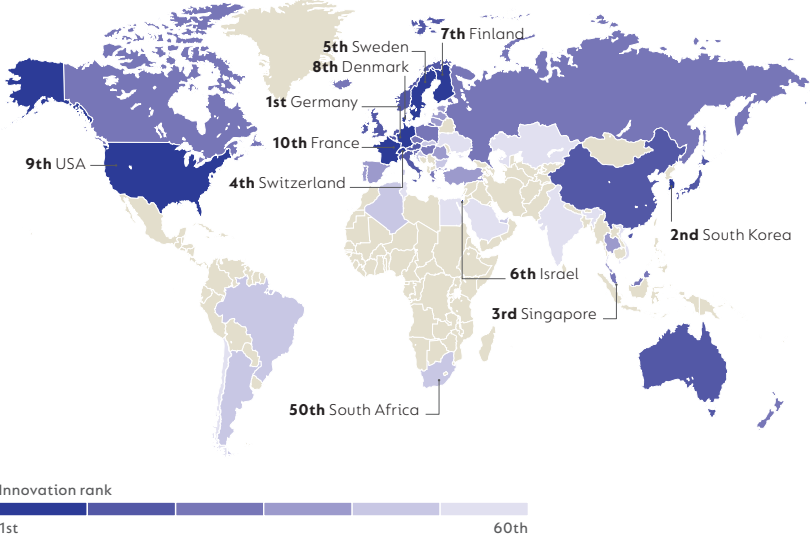 7th Finland
5th Sweden
8th Denmark
1st Germany
10th France
9th USA
4th Switzerland
2nd South Korea
6th Israel
3rd Singapore
50th South Africa
Innovation rank
1st
60th